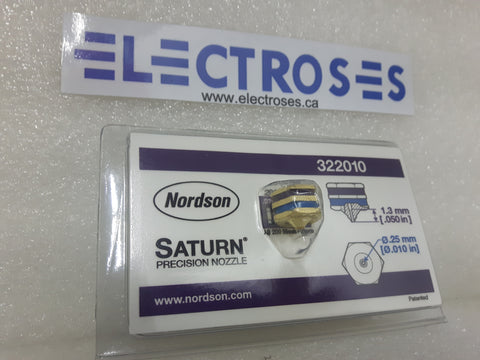 ELECTROSES
www.electroses.ca
322010
Nordson
1.3 mm
[.050 in]
SATURN®
PRECISION NOZZLE
Ø.25 mm
[Ø.010 in]
www.nordson.com
Patented